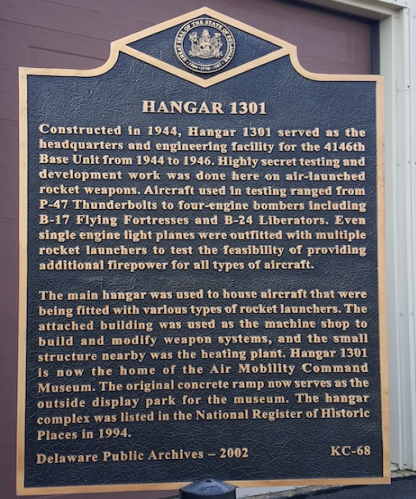 HANGAR 1301
Constructed in 1944, Hangar 1301 served as the
headquarters and engineering facility for the 4146th
Base Unit from 1944 to 1946. Highly secret testing and
development work was done here on air-launched
rocket weapons. Aircraft used in testing ranged from
P-47 Thunderbolts to four-engine bombers including
B-17 Flying Fortresses and B-24 Liberators. Even
single engine light planes were outfitted with multiple
rocket launchers to test the feasibility of providing
additional firepower for all types of aircraft.
The main hangar was used to house aircraft that were
being fitted with various types of rocket launchers. The
attached building was used as the machine shop to
build and modify weapon systems, and the small
structure nearby was the heating plant. Hangar 1301
is now the home of the Air Mobility Command
Museum. The original concrete ramp now serves as the
outside display park for the museum. The hangar
complex was listed in the National Register of Historic
Places in 1994.
Delaware Public Archives – 2002 KC-68